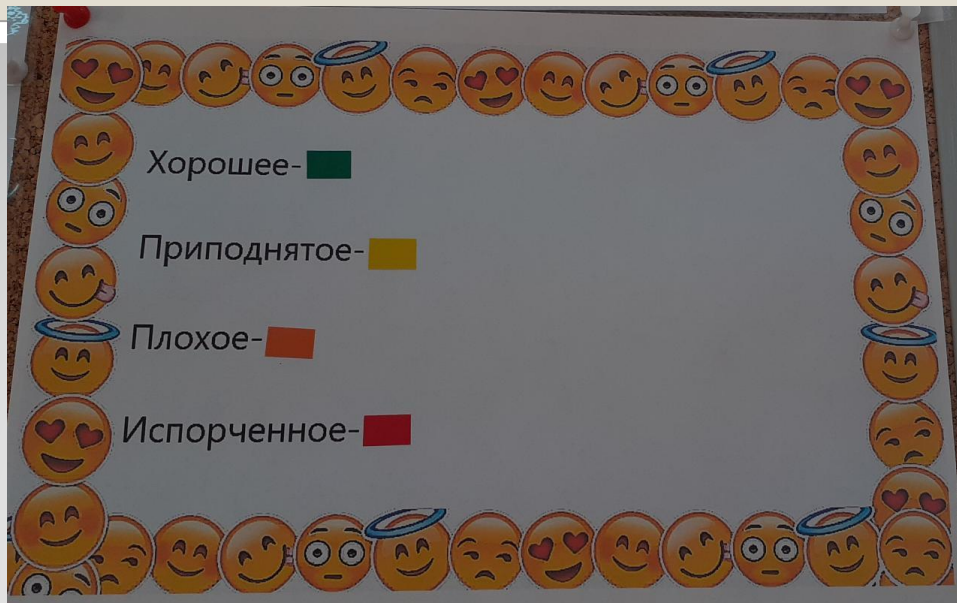 Хорошее-
Приподнятое-
Плохое-
Испорченное-